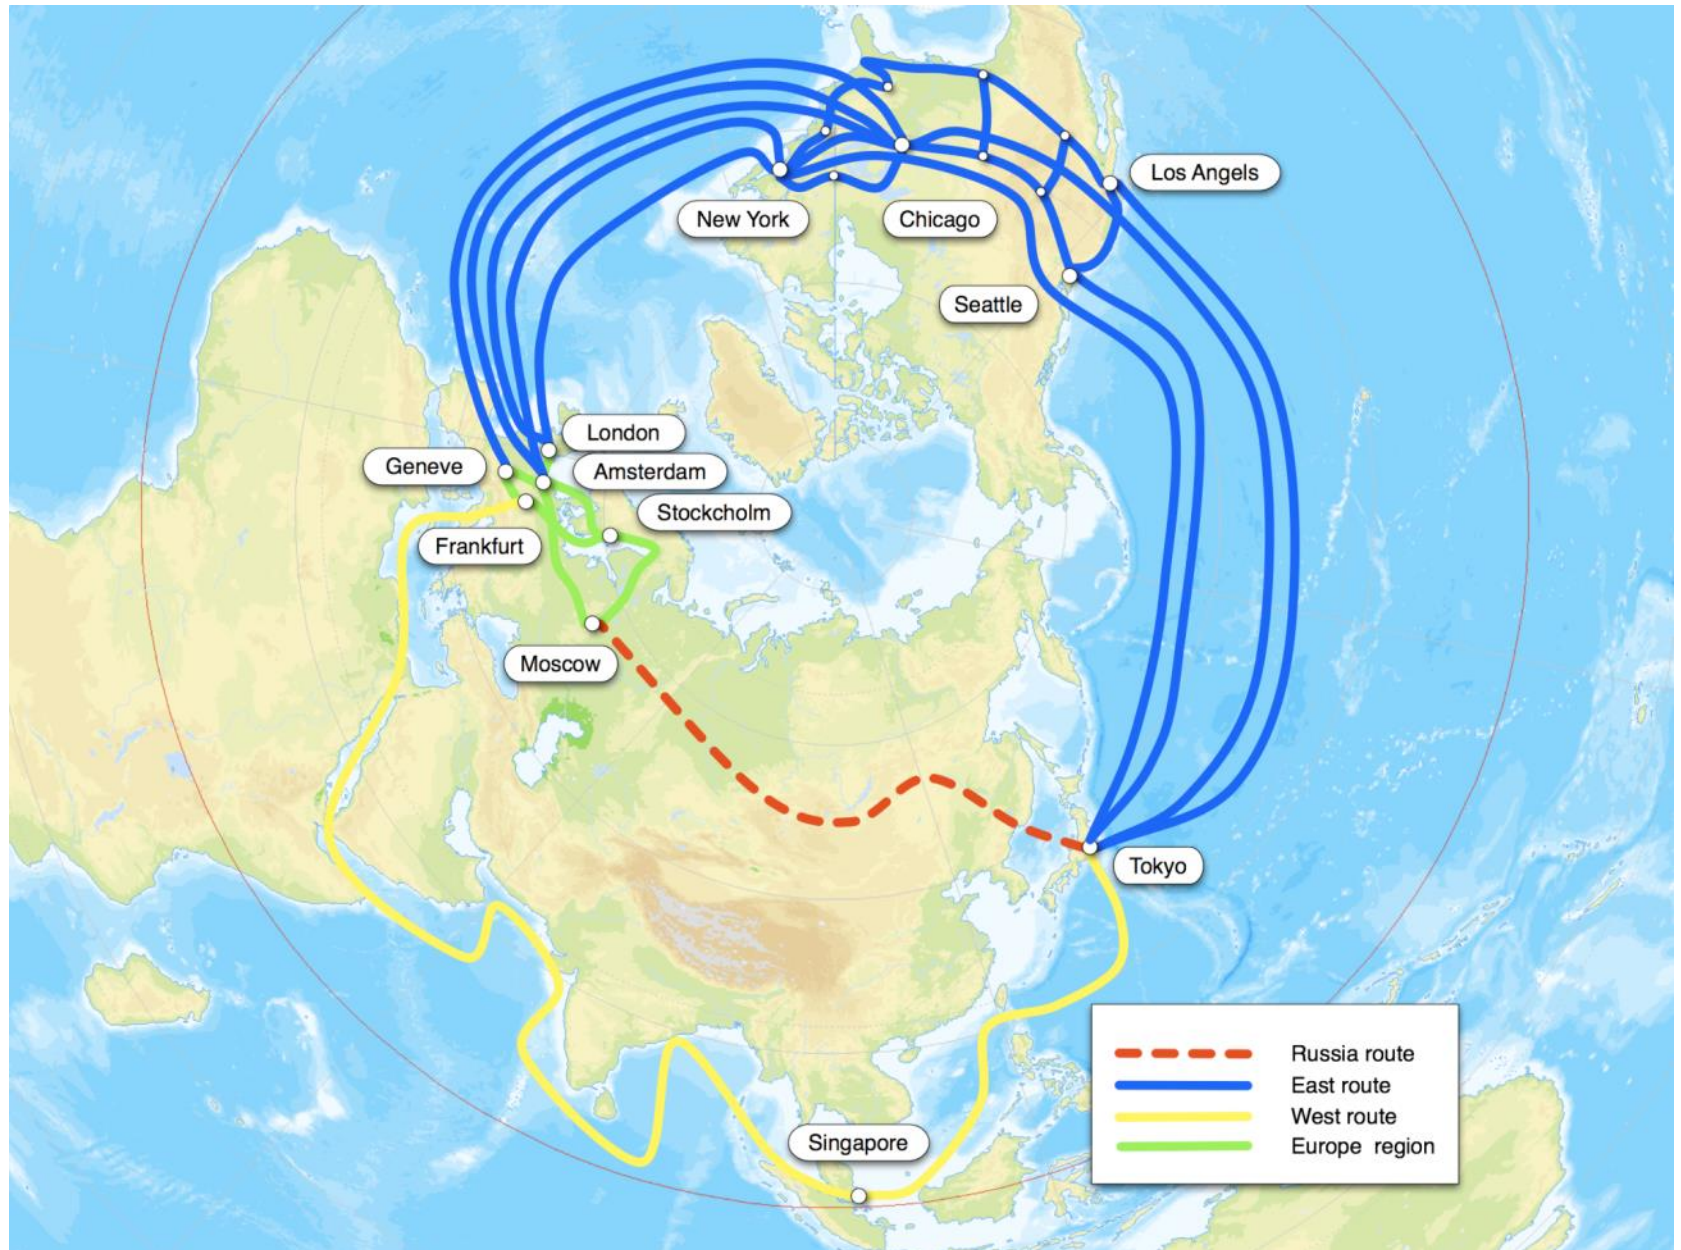 Los Angels
New York
Chicago
Seattle
London
Geneve
Amsterdam
Stockcholm
Frankfurt
Moscow
Tokyo
Singapore
Russia route
East route
West route
Europe region